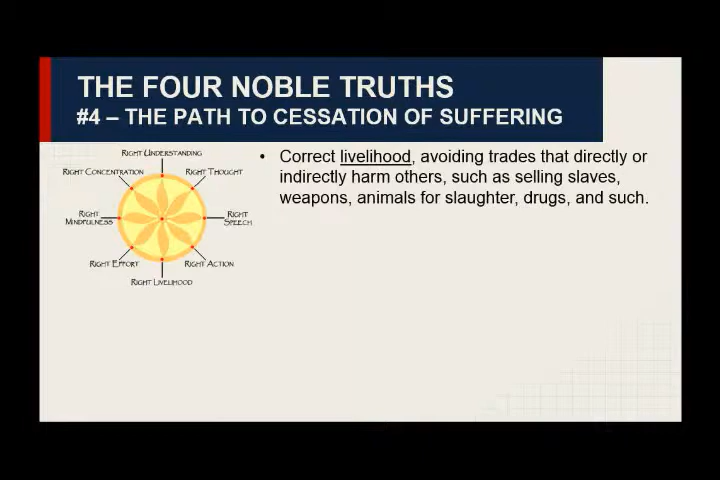 THE FOUR NOBLE TRUTHS
#4 – THE PATH TO CESSATION OF SUFFERING
RIGHT UNDERSTANDING
RIGHT CONCENTRATION
RIGHT THOUGHT
RIGHT MINDFULNESS
RIGHT SPEECH
RIGHT EFFORT
RIGHT ACTION
RIGHT LIVELIHOOD
• Correct livelihood, avoiding trades that directly or
indirectly harm others, such as selling slaves,
weapons, animals for slaughter, drugs, and such.